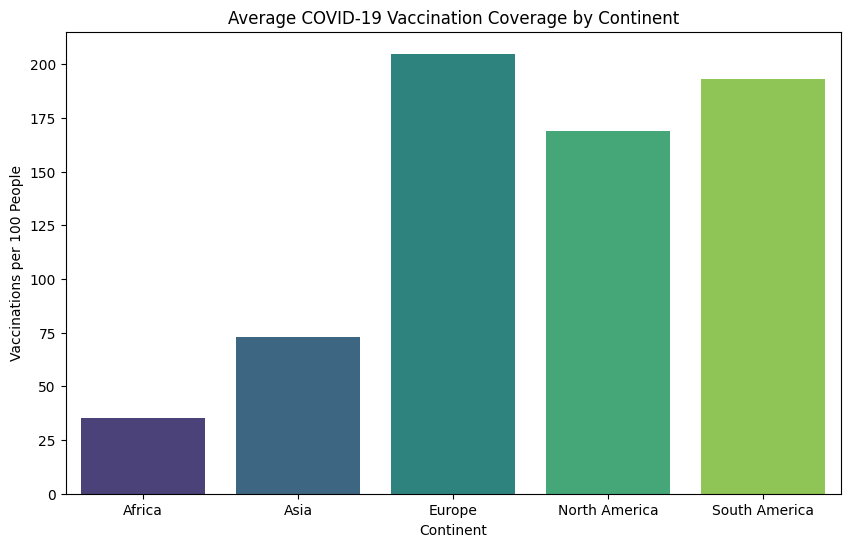 Average COVID-19 Vaccination Coverage by Continent
Vaccinations per 100 People
200
175
150
125
100
75
50
25
0
Africa
Asia
Europe
North America
South America
Continent